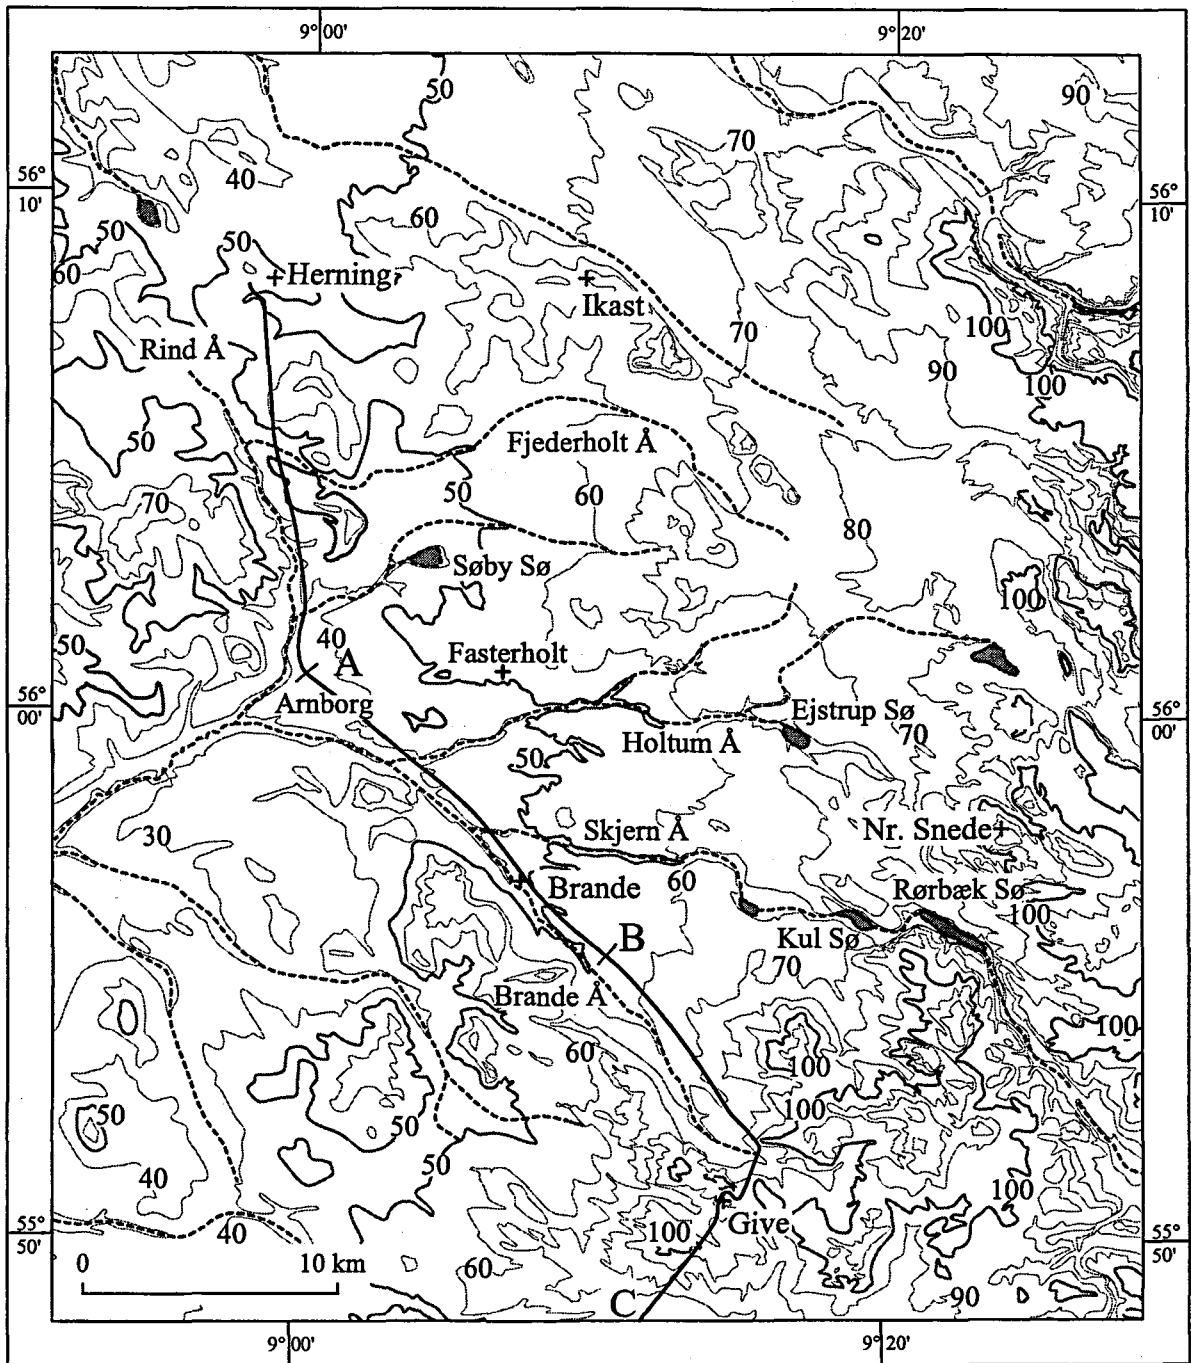 9° 00'
9° 20'
50
90
70
56°
10'
40
56°
10'
50
50
60
60
Herning
Ikast
70
100
Rind Å
90
100
50
Fjederholt Å
50
60
70
80
Søby Sø
100
50
40
A
Fasterholt
Arnborg
56°
00'
56°
00'
Ejstrup Sø
Holtum Å
70
50
30
Skjern Å
Nr. Snede
60
Brande
Rørbæk Sø
100
B
Kul Sø
70
Brande Å
100
60
100
100
50
50
50
40
100
Give
100
55°
50'
40
55°
50'
0
10 km
60
90
C
9° 00'
9° 20'